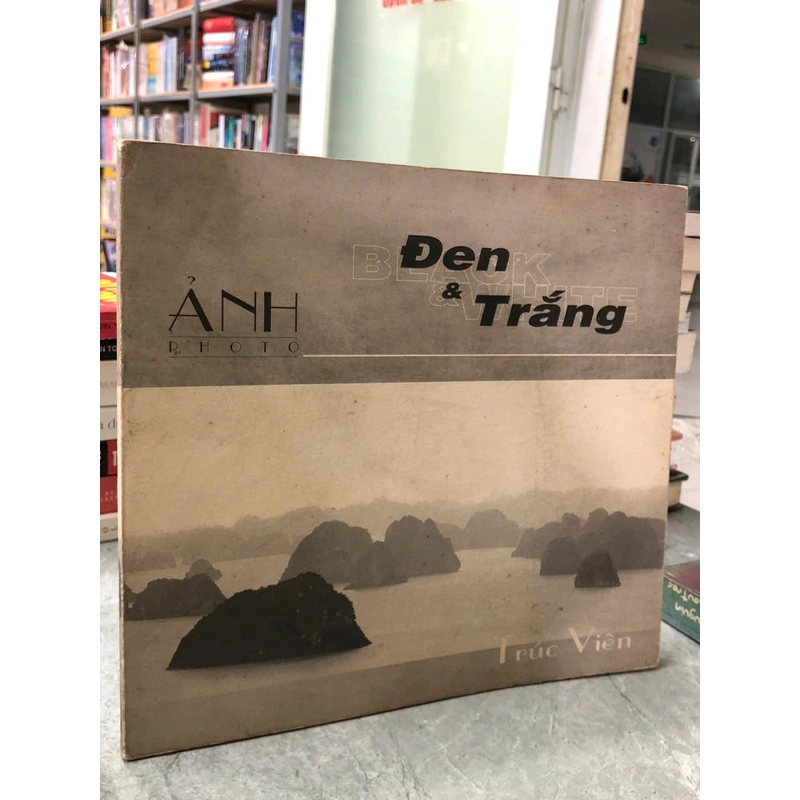 Đen
BLACK
& Trắng
& WHITE
ẢNH
PHOTO
Trúc Viên